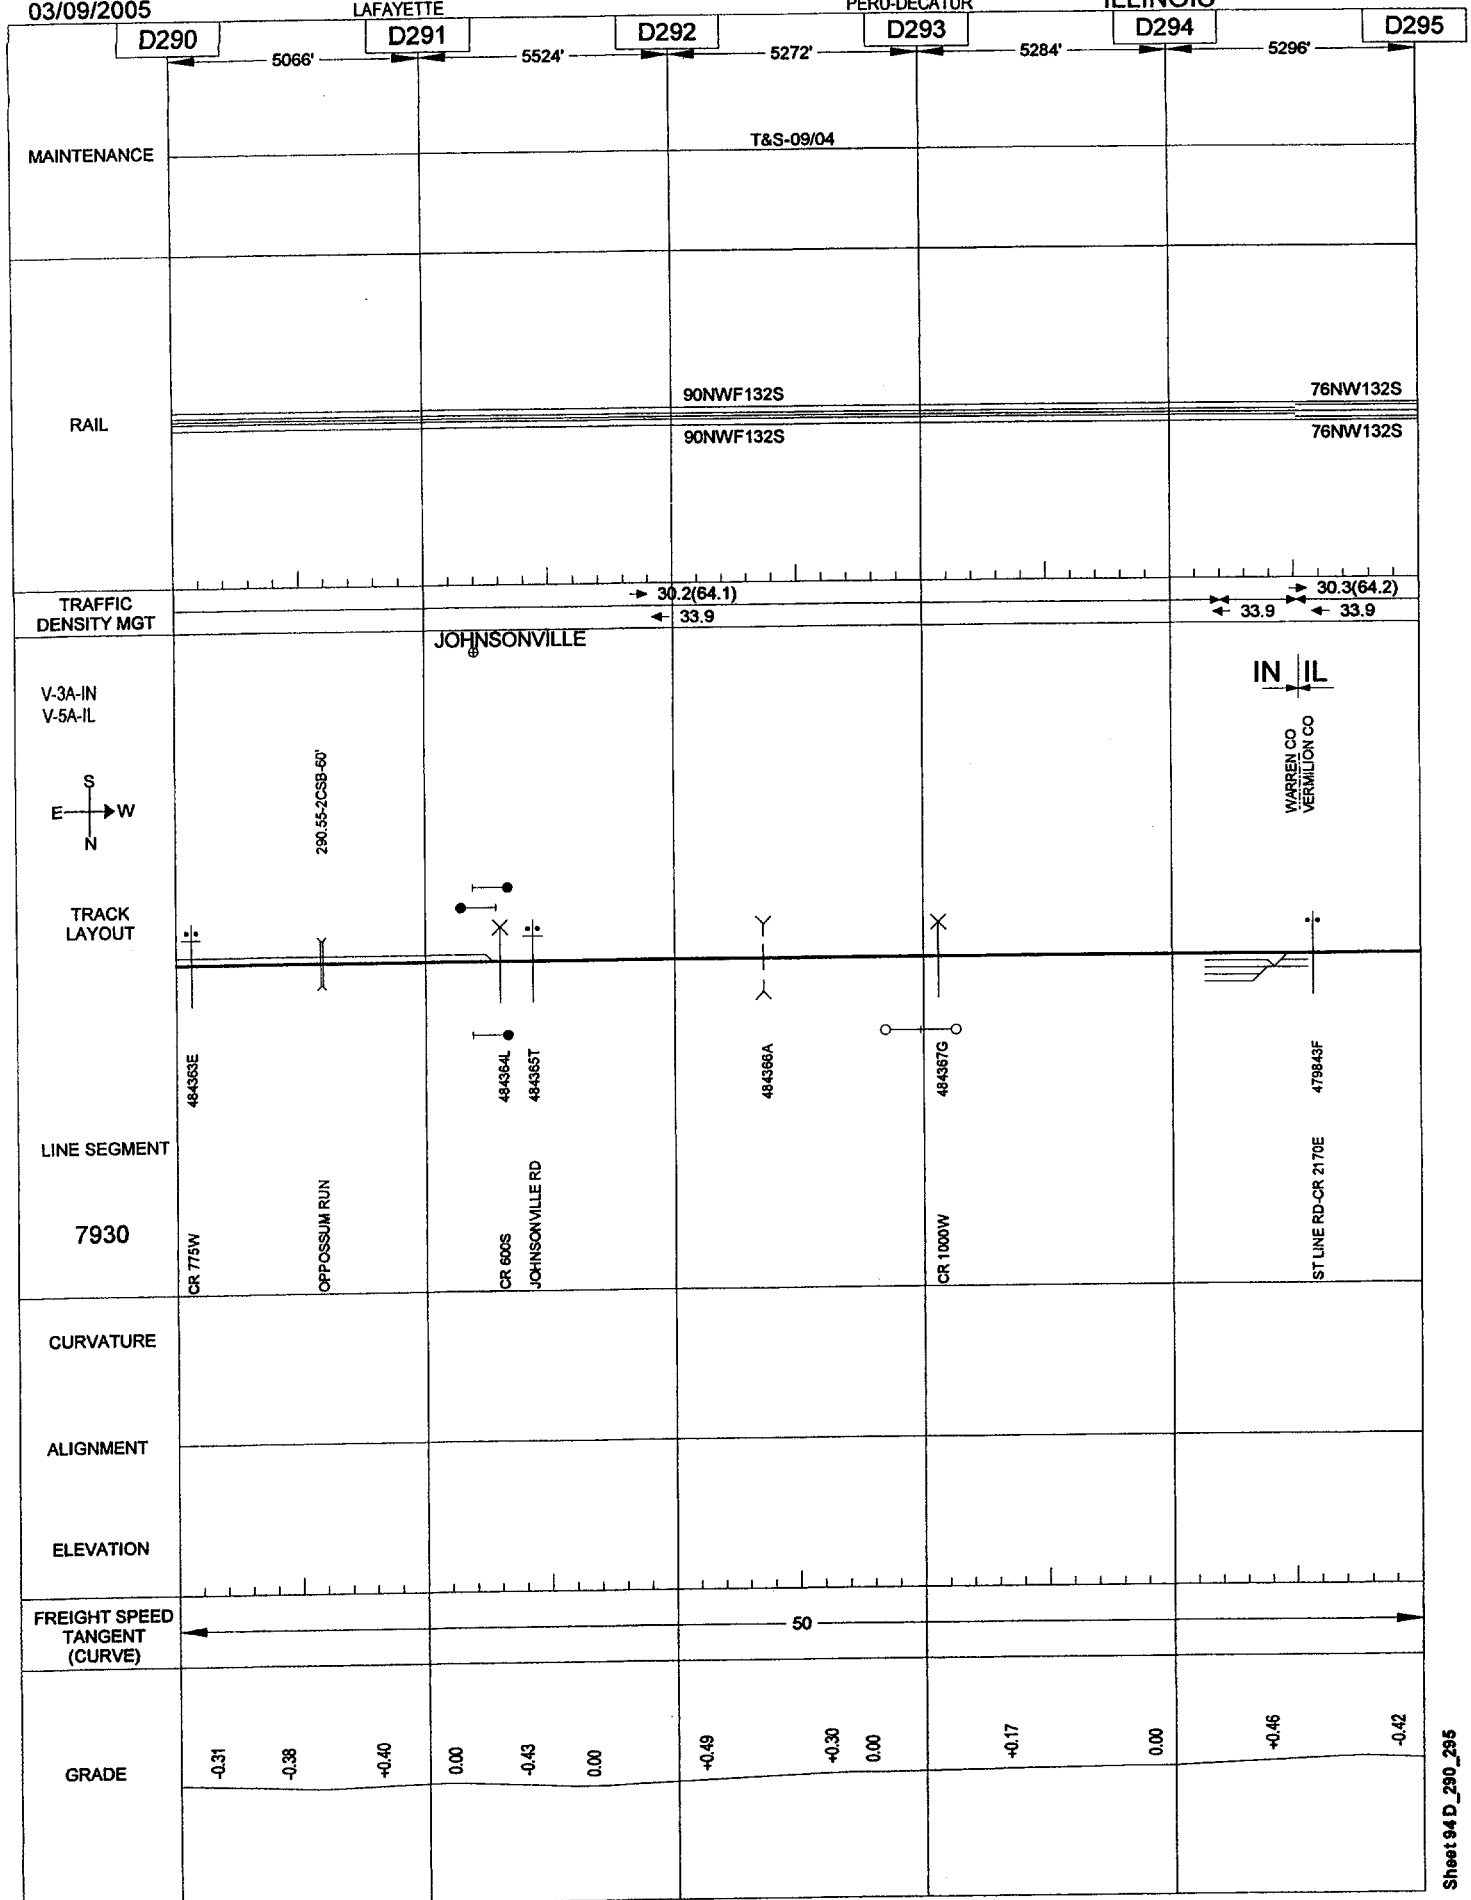 03/09/2005 LAFAYETTE PERU-DECATUR ILLINOIS
D290 D291 D292 D293 D294 D295
5066' 5524' 5272' 5284' 5296'
MAINTENANCE
T&S-09/04
RAIL
90NWF132S 76NW132S
90NWF132S 76NW132S
TRAFFIC
DENSITY MGT
30.2(64.1) 30.3(64.2)
33.9 33.9 33.9
JOHNSONVILLE
IN IL
V-3A-IN
V-5A-IL
WARREN CO
VERMILION CO
290.55-2CSB-60'
S
E W
N
TRACK
LAYOUT
484363E
484364L
484365T
484366A
484367G
479843F
LINE SEGMENT
7930
CR 775W
OPPOSSUM RUN
CR 600S
JOHNSONVILLE RD
CR 1000W
ST LINE RD-CR 2170E
CURVATURE
ALIGNMENT
ELEVATION
FREIGHT SPEED
TANGENT
(CURVE)
50
GRADE
-0.31 -0.38 +0.40 0.00 -0.43 0.00 +0.49 +0.30 0.00 +0.17 0.00 +0.46 -0.42
Sheet 94 D_290_295